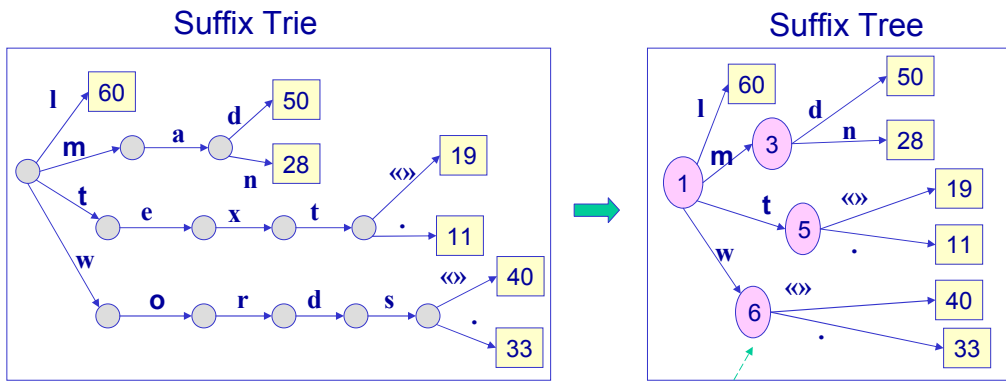 Suffix Trie
Suffix Tree
l 60
m a d 50
n 28
t e x t «» 19
. 11
w o r d s «» 40
. 33
1
l 60
m 3 d 50
n 28
t 5 «» 19
. 11
w 6 «» 40
. 33